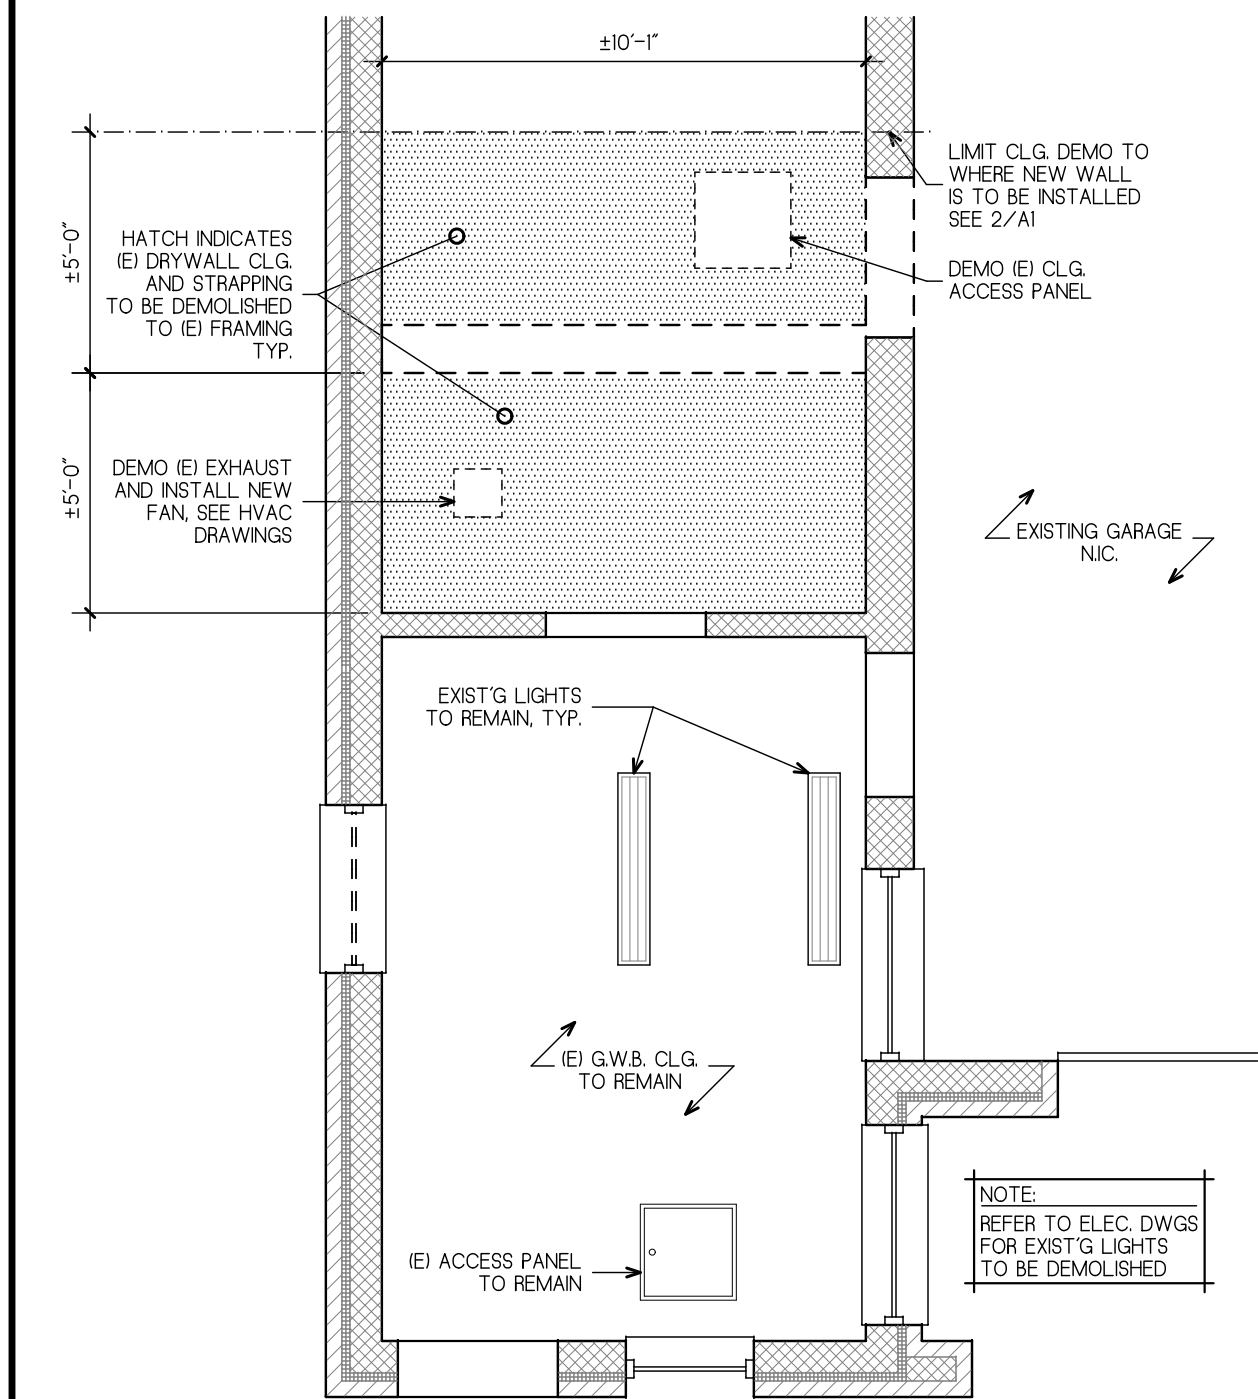 ±10'-1"
LIMIT CLG. DEMO TO
WHERE NEW WALL
IS TO BE INSTALLED
SEE 2/A1
±5'-0"
HATCH INDICATES
(E) DRYWALL CLG.
AND STRAPPING
TO BE DEMOLISHED
TO (E) FRAMING
TYP.
DEMO (E) CLG.
ACCESS PANEL
±5'-0"
DEMO (E) EXHAUST
AND INSTALL NEW
FAN, SEE HVAC
DRAWINGS
EXISTING GARAGE
N.I.C.
EXIST'G LIGHTS
TO REMAIN, TYP.
(E) G.W.B. CLG.
TO REMAIN
NOTE:
REFER TO ELEC. DWGS
FOR EXIST'G LIGHTS
TO BE DEMOLISHED
(E) ACCESS PANEL
TO REMAIN